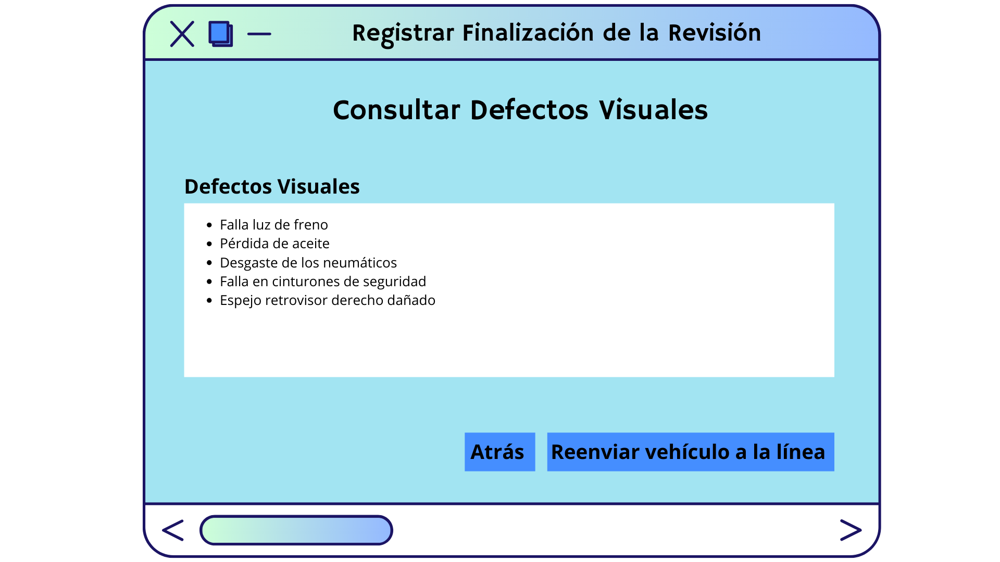 Registrar Finalización de la Revisión
Consultar Defectos Visuales
Defectos Visuales
• Falla luz de freno
• Pérdida de aceite
• Desgaste de los neumáticos
• Falla en cinturones de seguridad
• Espejo retrovisor derecho dañado
Atrás
Reenviar vehículo a la línea